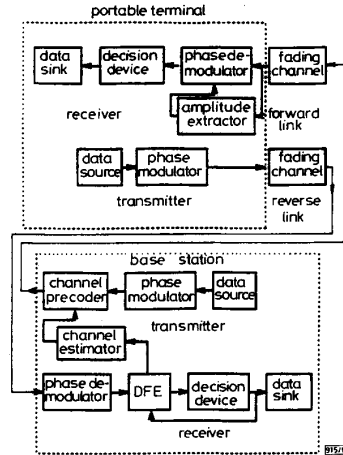 portable terminal
data sink
decision device
phasede-modulator
fading channel
receiver
amplitude extractor
forward link
data source
phase modulator
fading channel
transmitter
reverse link
base station
channel precoder
phase modulator
data source
transmitter
channel estimator
phase de-modulator
DFE
decision device
data sink
receiver